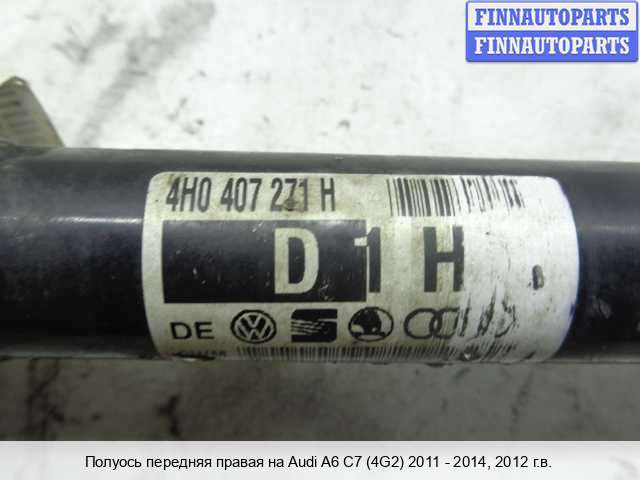 FINNAUTOPARTS
FINNAUTOPARTS
4H0 407 271 H
D 1 H
DE
Полуось передняя правая на Audi A6 C7 (4G2) 2011 - 2014, 2012 г.в.